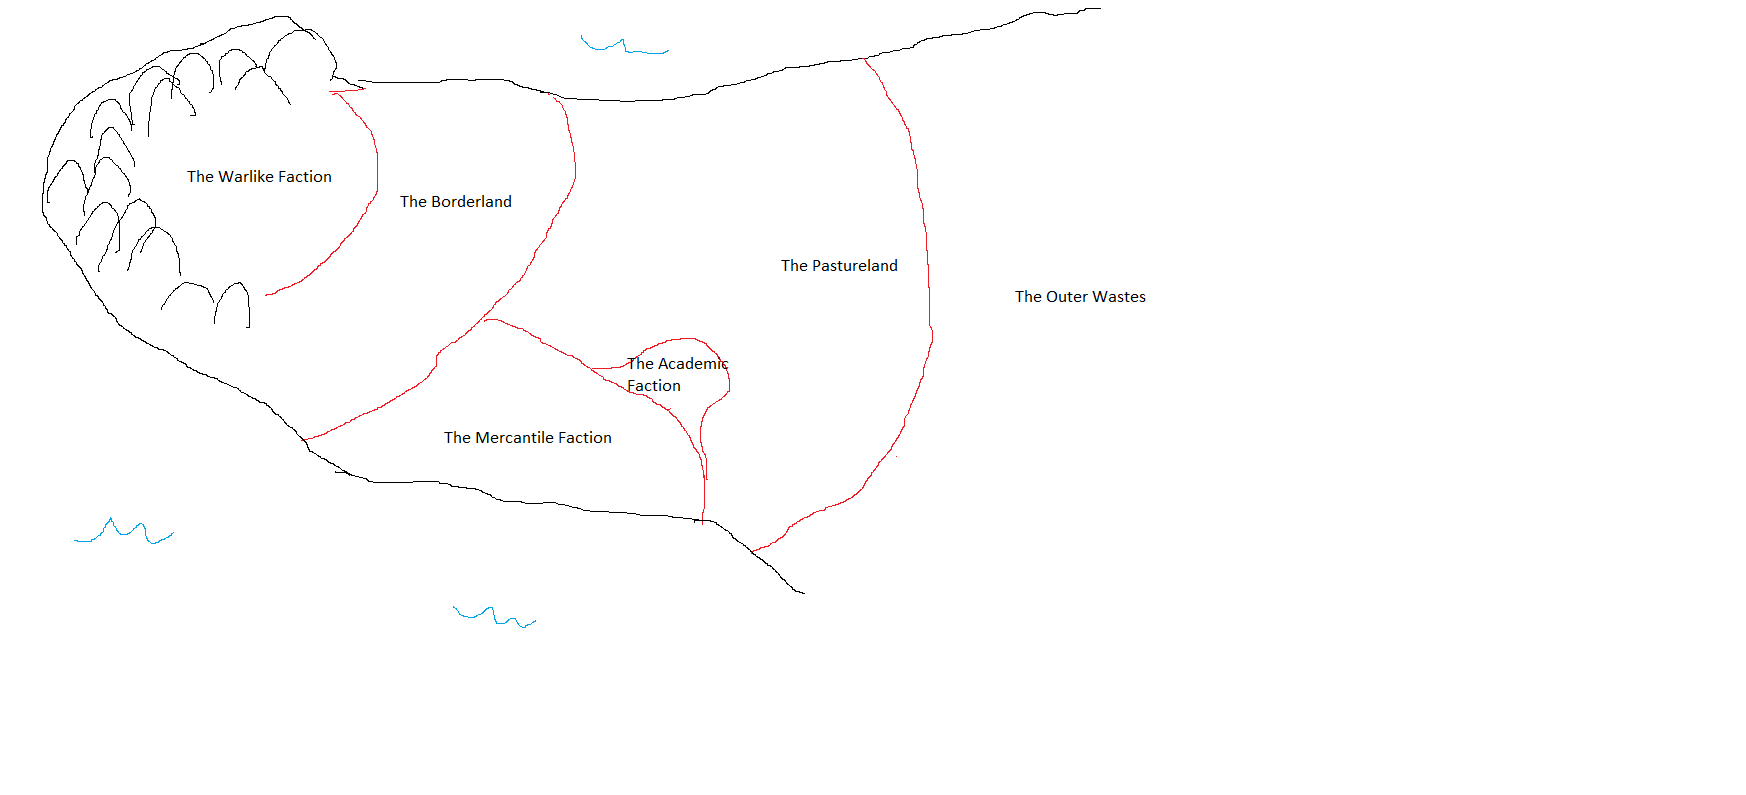 The Warlike Faction
The Borderland
The Pastureland
The Outer Wastes
The Academic
Faction
The Mercantile Faction